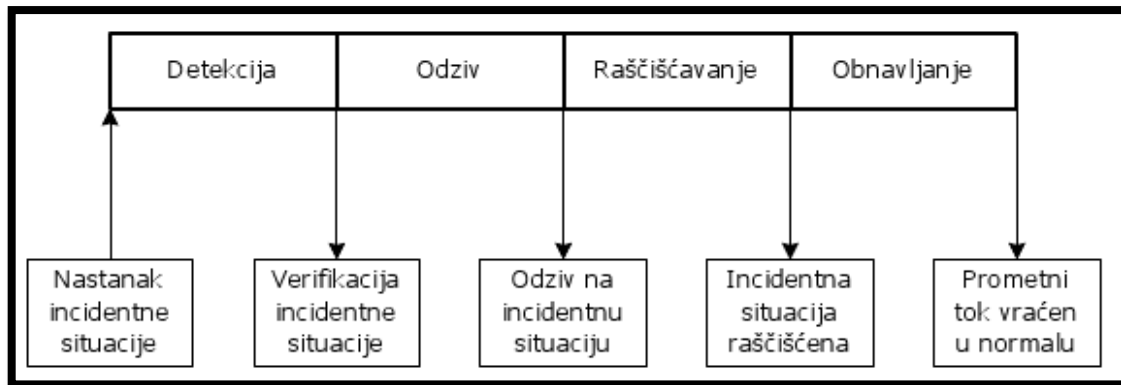 Detekcija
Odziv
Raščišćavanje
Obnavljanje
Nastanak
incidentne
situacije
Verifikacija
incidentne
situacije
Odziv na
incidentnu
situaciju
Incidentna
situacija
raščišćena
Prometni
tok vraćen
u normalu